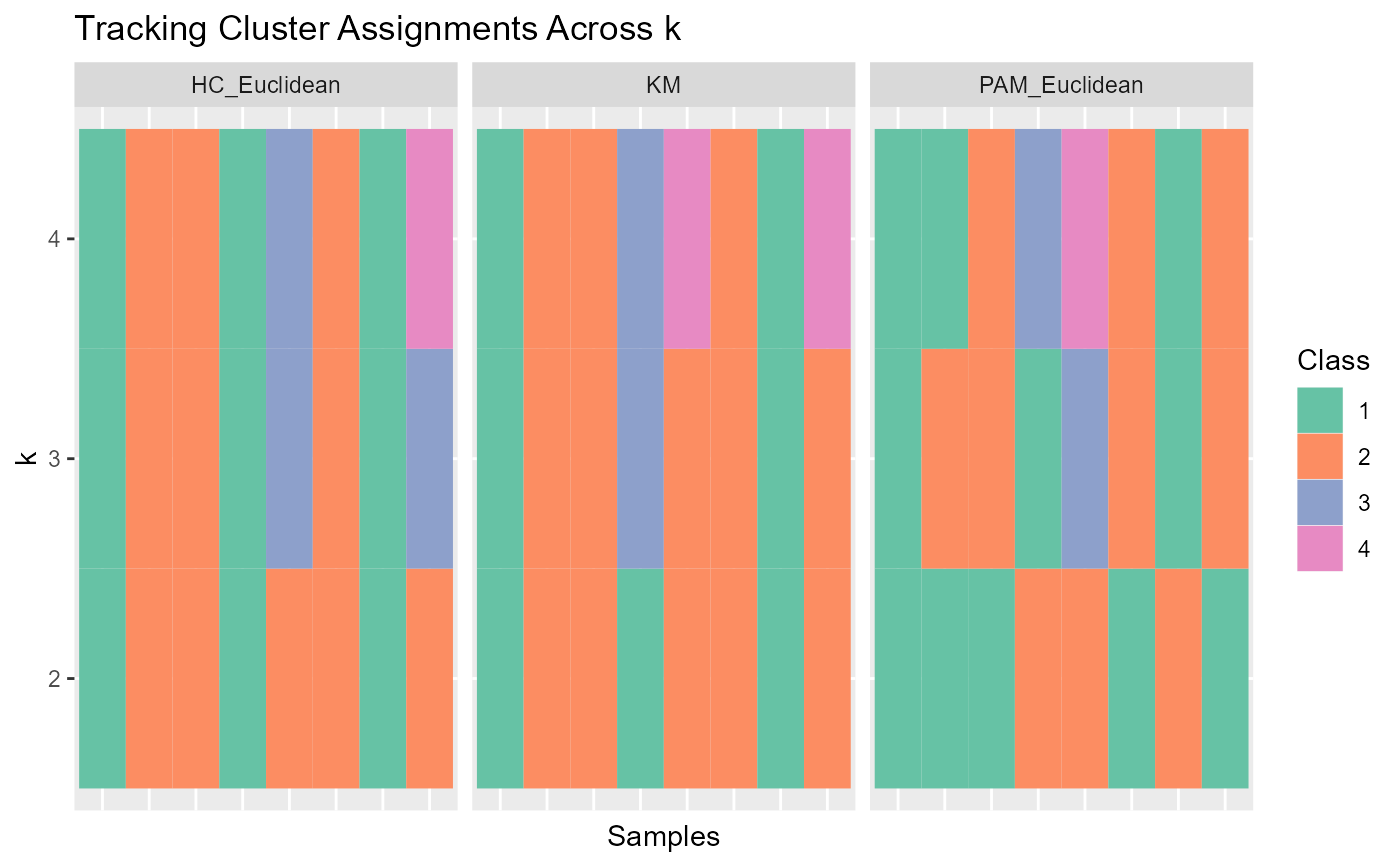 Tracking Cluster Assignments Across k
HC_Euclidean
KM
PAM_Euclidean
4
3
2
k
Samples
Class
1
2
3
4